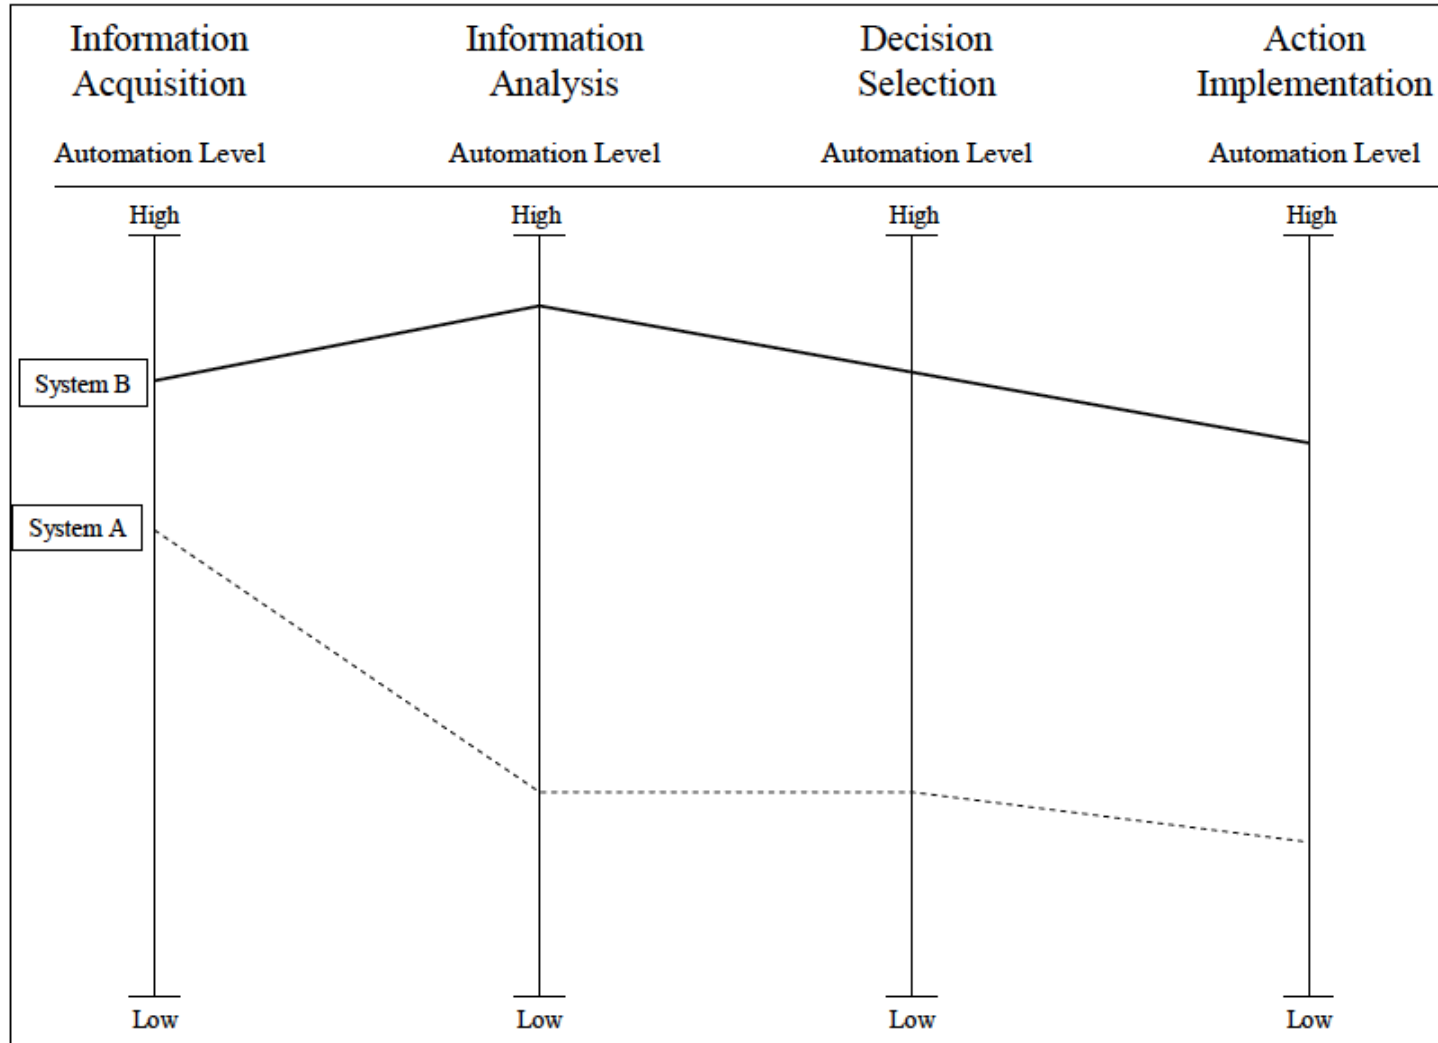 Information
Acquisition
Information
Analysis
Decision
Selection
Action
Implementation
Automation Level
Automation Level
Automation Level
Automation Level
High
High
High
High
System B
System A
Low
Low
Low
Low